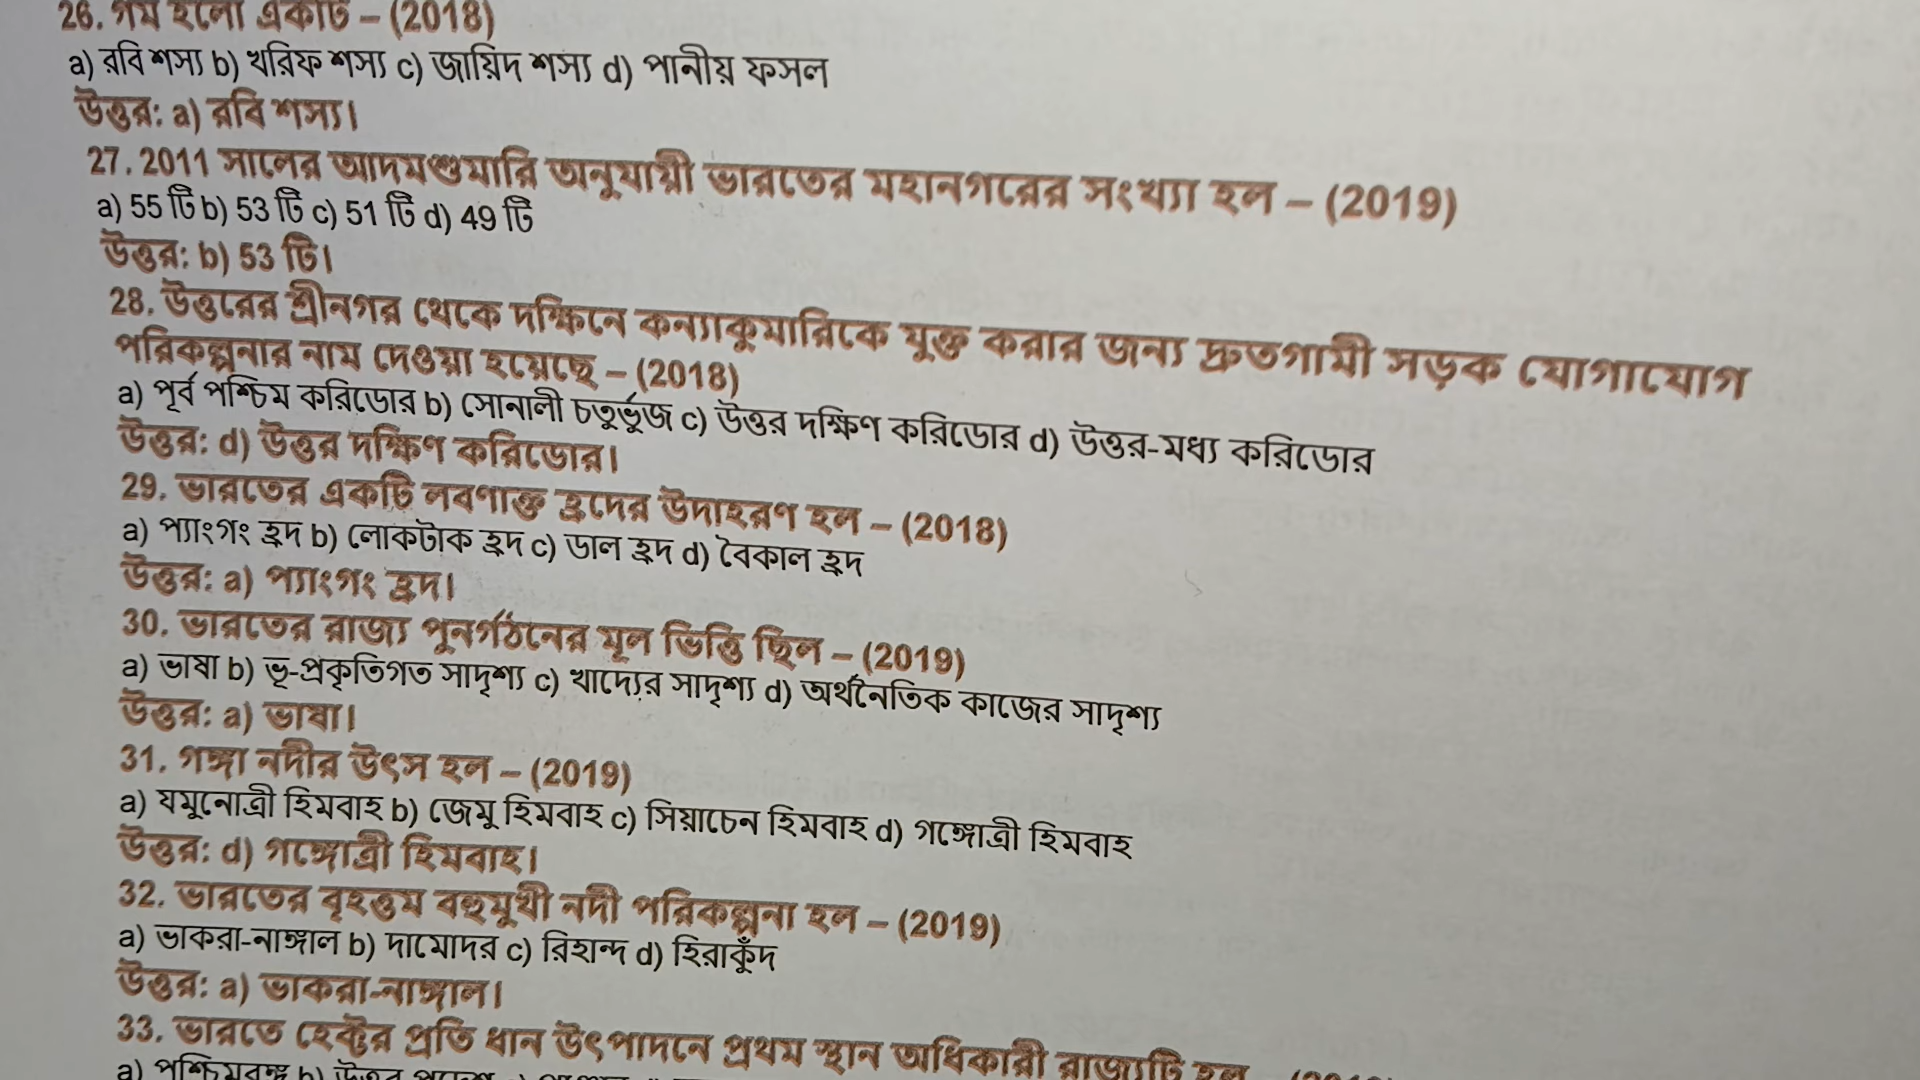 26. গম হলো একটি – (2018)
a) রবি শস্য b) খরিফ শস্য c) জায়িদ শস্য d) পানীয় ফসল
উত্তর: a) রবি শস্য।
27. 2011 সালের আদমশুমারি অনুযায়ী ভারতের মহানগরের সংখ্যা হল – (2019)
a) 55 টি b) 53 টি c) 51 টি d) 49 টি
উত্তর: b) 53 টি।
28. উত্তরের শ্রীনগর থেকে দক্ষিনে কন্যাকুমারিকে যুক্ত করার জন্য দ্রুতগামী সড়ক যোগাযোগ
পরিকল্পনার নাম দেওয়া হয়েছে – (2018)
a) পূর্ব পশ্চিম করিডোর b) সোনালী চতুর্ভুজ c) উত্তর দক্ষিণ করিডোর d) উত্তর-মধ্য করিডোর
উত্তর: d) উত্তর দক্ষিণ করিডোর।
29. ভারতের একটি লবণাক্ত হ্রদের উদাহরণ হল – (2018)
a) প্যাংগং হ্রদ b) লোকটাক হ্রদ c) ডাল হ্রদ d) বৈকাল হ্রদ
উত্তর: a) প্যাংগং হ্রদ।
30. ভারতের রাজ্য পুনর্গঠনের মূল ভিত্তি ছিল – (2019)
a) ভাষা b) ভূ-প্রকৃতিগত সাদৃশ্য c) খাদ্যের সাদৃশ্য d) অর্থনৈতিক কাজের সাদৃশ্য
উত্তর: a) ভাষা।
31. গঙ্গা নদীর উৎস হল – (2019)
a) যমুনোত্রী হিমবাহ b) জেমু হিমবাহ c) সিয়াচেন হিমবাহ d) গঙ্গোত্রী হিমবাহ
উত্তর: d) গঙ্গোত্রী হিমবাহ।
32. ভারতের বৃহত্তম বহুমুখী নদী পরিকল্পনা হল – (2019)
a) ভাকরা-নাঙ্গাল b) দামোদর c) রিহান্দ d) হিরাকুঁদ
উত্তর: a) ভাকরা-নাঙ্গাল।
33. ভারতে হেক্টর প্রতি ধান উৎপাদনে প্রথম স্থান অধিকারী রাজ্যটি হল
a) পশ্চিমবঙ্গ b) উত্তর প্রদেশ